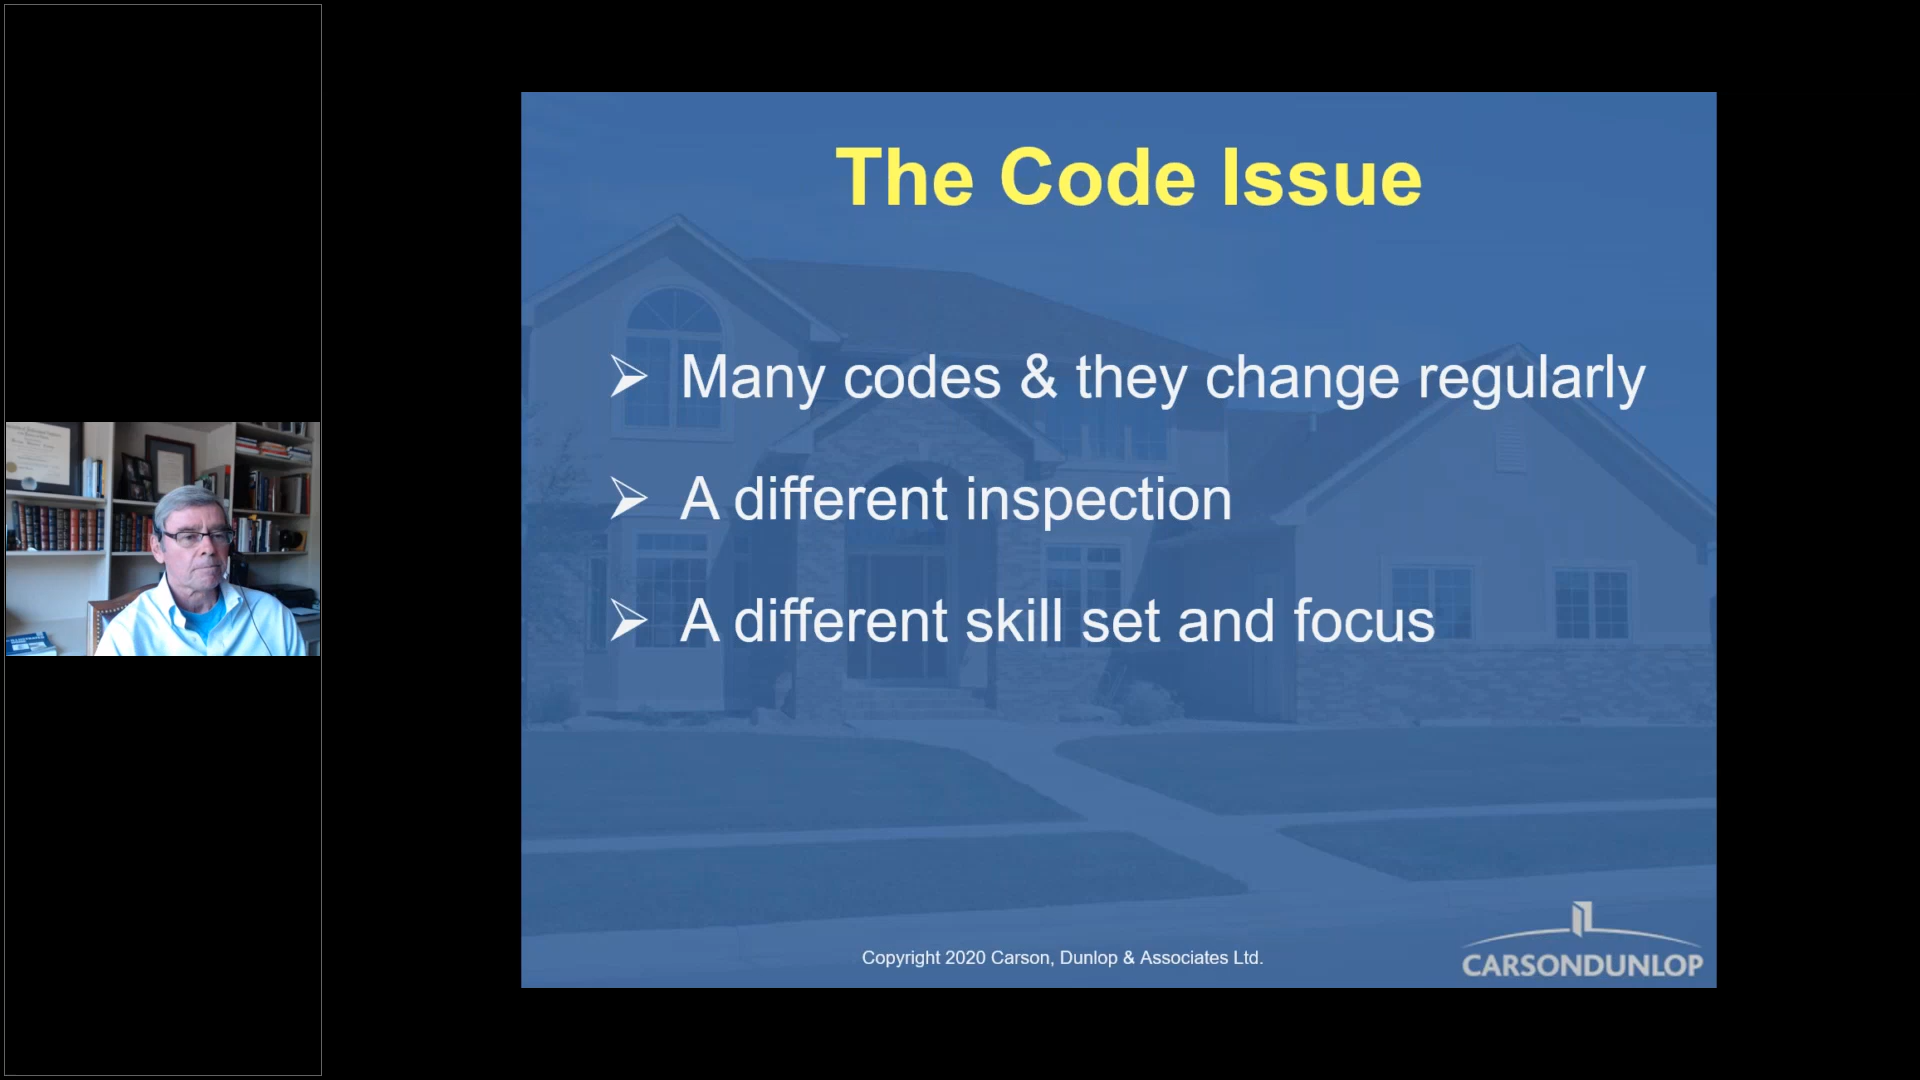 The Code Issue
➢ Many codes & they change regularly
➢ A different inspection
➢ A different skill set and focus
Copyright 2020 Carson, Dunlop & Associates Ltd.
CARSONDUNLOP